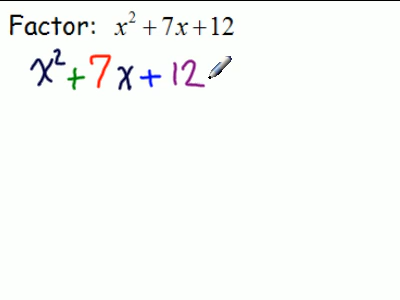 Factor: x² + 7x + 12
x² + 7x + 12